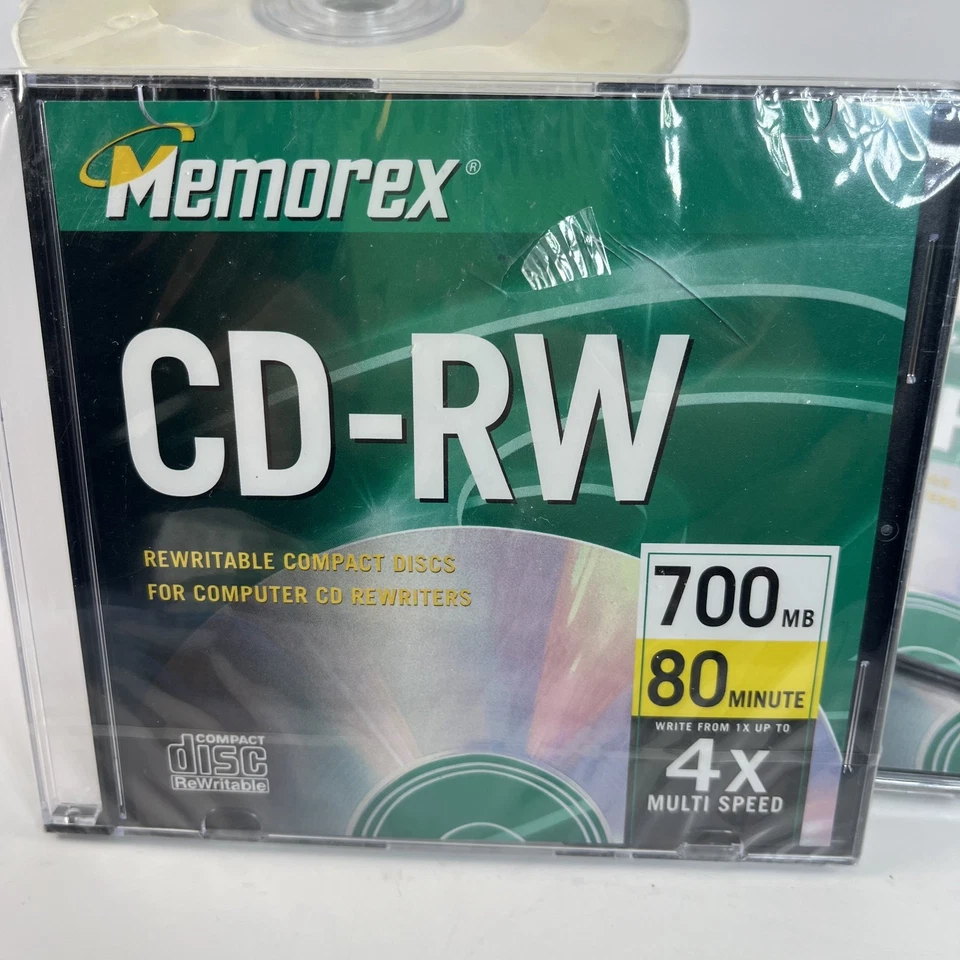 Memorex®
CD-RW
REWRITABLE COMPACT DISCS
FOR COMPUTER CD REWRITERS
700 MB
80 MINUTE
WRITE FROM 1X UP TO
4X
MULTI SPEED
COMPACT
disc
ReWritable